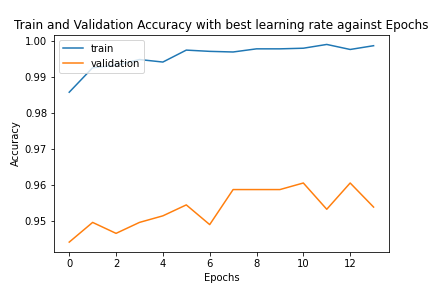 Train and Validation Accuracy with best learning rate against Epochs
1.00
0.99
0.98
0.97
0.96
0.95
Accuracy
train
validation
0 2 4 6 8 10 12
Epochs